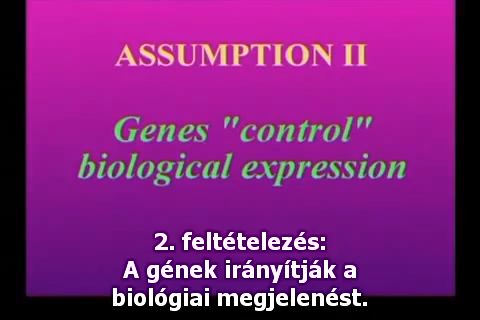 ASSUMPTION II
Genes "control"
biological expression
2. feltételezés:
A gének irányítják a
biológiai megjelenést.